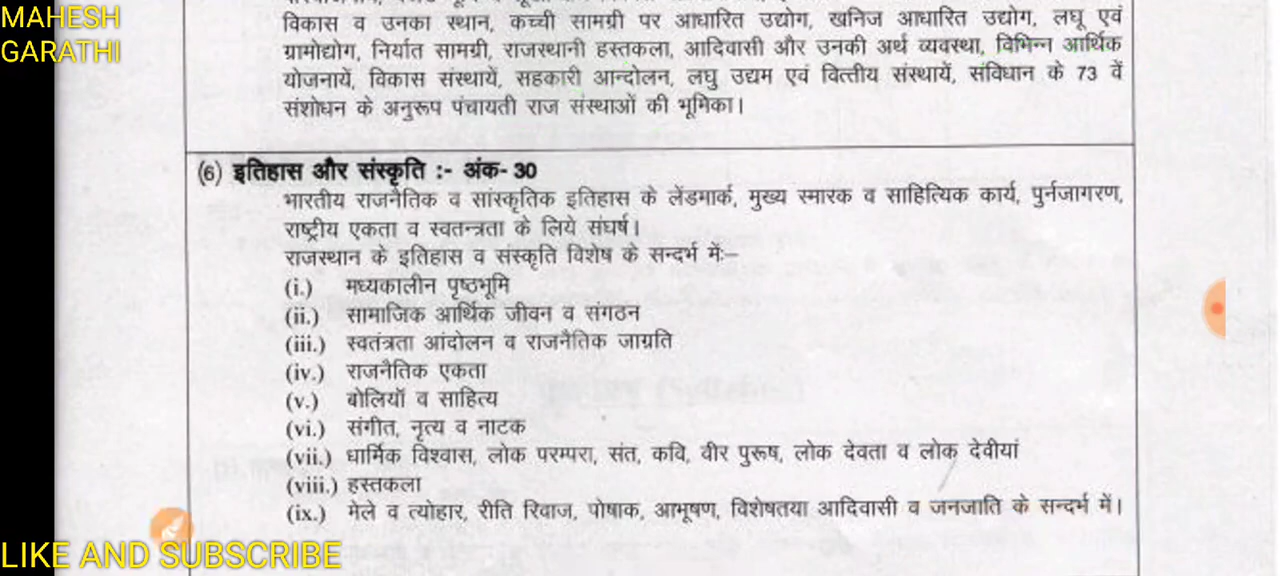 MAHESH
GARATHI
विकास व उनका स्थान, कच्ची सामग्री पर आधारित उद्योग, खनिज आधारित उद्योग, लघू एवं
ग्रामोद्योग, निर्यात सामग्री, राजस्थानी हस्तकला, आदिवासी और उनकी अर्थ व्यवस्था, विभिन्न आर्थिक
योजनायें, विकास संस्थायें, सहकारी आन्दोलन, लघु उद्यम एवं वित्तीय संस्थायें, संविधान के 73 वें
संशोधन के अनुरूप पंचायती राज संस्थाओं की भूमिका।
(6) इतिहास और संस्कृति :- अंक- 30
भारतीय राजनैतिक व सांस्कृतिक इतिहास के लेंडमार्क, मुख्य स्मारक व साहित्यिक कार्य, पुर्नजागरण,
राष्ट्रीय एकता व स्वतन्त्रता के लिये संघर्ष।
राजस्थान के इतिहास व संस्कृति विशेष के सन्दर्भ में:–
(i.) मध्यकालीन पृष्ठभूमि
(ii.) सामाजिक आर्थिक जीवन व संगठन
(iii.) स्वतंत्रता आंदोलन व राजनैतिक जाग्रति
(iv.) राजनैतिक एकता
(v.) बोलियॉ व साहित्य
(vi.) संगीत, नृत्य व नाटक
(vii.) धार्मिक विश्वास, लोक परम्परा, संत, कवि, वीर पुरूष, लोक देवता व लोक देवीयां
(viii.) हस्तकला
(ix.) मेले व त्योहार, रीति रिवाज, पोषाक, आभूषण, विशेषतया आदिवासी व जनजाति के सन्दर्भ में।
LIKE AND SUBSCRIBE